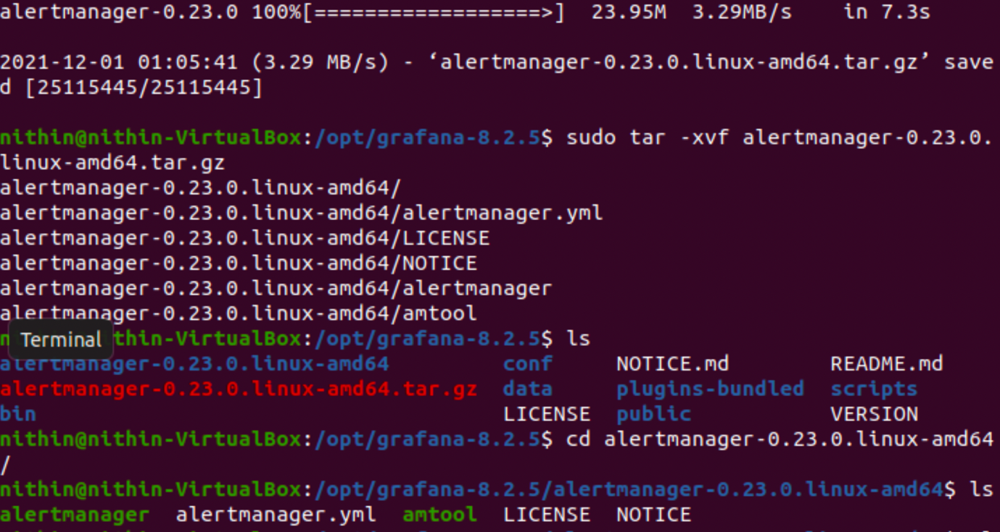 alertmanager-0.23.0 100%[==================>]  23.95M  3.29MB/s    in 7.3s
2021-12-01 01:05:41 (3.29 MB/s) - ‘alertmanager-0.23.0.linux-amd64.tar.gz’ save
d [25115445/25115445]
nithin@nithin-VirtualBox:/opt/grafana-8.2.5$ sudo tar -xvf alertmanager-0.23.0.
linux-amd64.tar.gz
alertmanager-0.23.0.linux-amd64/
alertmanager-0.23.0.linux-amd64/alertmanager.yml
alertmanager-0.23.0.linux-amd64/LICENSE
alertmanager-0.23.0.linux-amd64/NOTICE
alertmanager-0.23.0.linux-amd64/alertmanager
alertmanager-0.23.0.linux-amd64/amtool
n Terminal thin-VirtualBox:/opt/grafana-8.2.5$ ls
alertmanager-0.23.0.linux-amd64         conf     NOTICE.md        README.md
alertmanager-0.23.0.linux-amd64.tar.gz  data     plugins-bundled  scripts
bin                                     LICENSE  public           VERSION
nithin@nithin-VirtualBox:/opt/grafana-8.2.5$ cd alertmanager-0.23.0.linux-amd64
/
nithin@nithin-VirtualBox:/opt/grafana-8.2.5/alertmanager-0.23.0.linux-amd64$ ls
alertmanager  alertmanager.yml  amtool  LICENSE  NOTICE